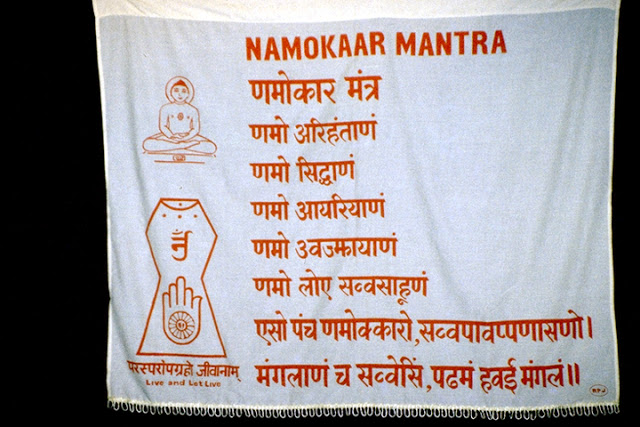 NAMOKAAR MANTRA
णमोकार मंत्र
णमो अरिहंताणं
णमो सिद्धाणं
णमो आयरियाणं
णमो उवज्झायाणं
णमो लोए सव्वसाहूणं
एसो पंच णमोक्कारो, सव्वपावप्पणासणो।
मंगलाणं च सव्वेसिं, पढमं हवई मंगलं॥
परस्परोपग्रहो जीवानाम्
Live and Let Live